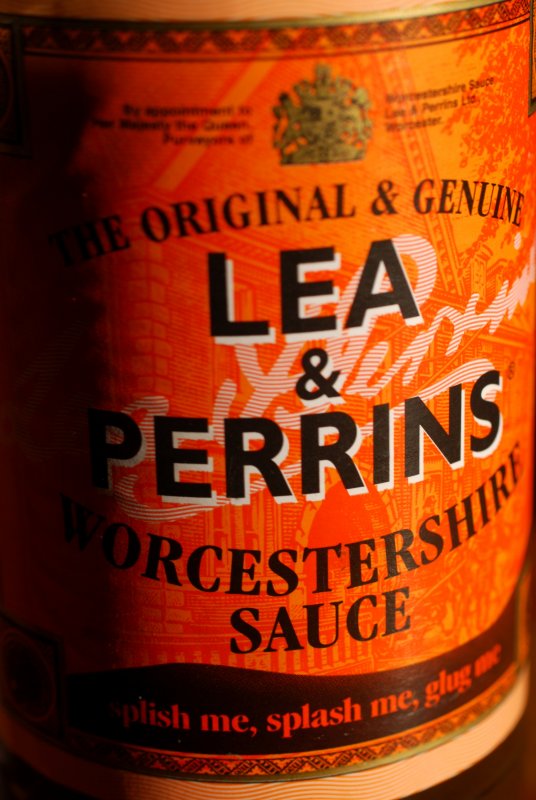 By appointment to
Her Majesty the Queen,
Purveyors of
Worcestershire Sauce
Lea & Perrins Ltd.,
Worcester.
THE ORIGINAL & GENUINE
LEA
&
PERRINS®
WORCESTERSHIRE
SAUCE
splish me, splash me, glug me